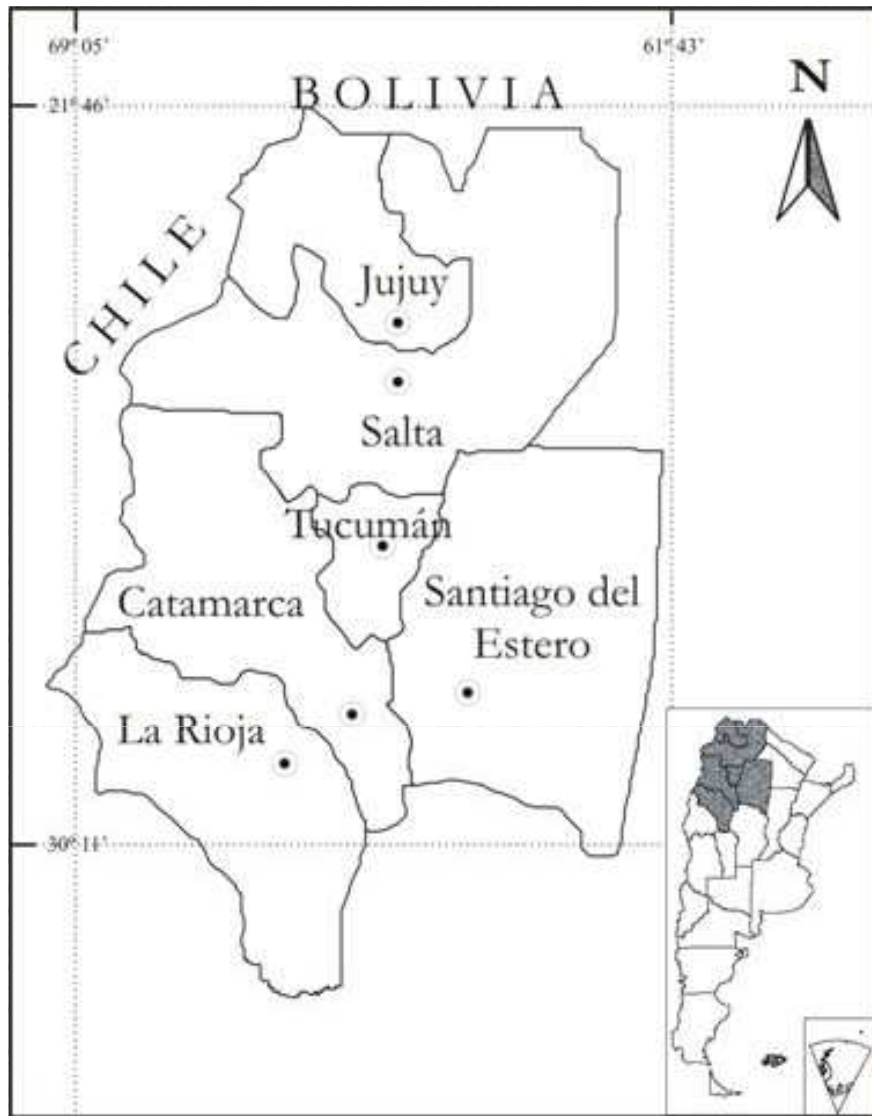 69° 05'
61° 43'
21° 46'
BOLIVIA
N
CHILE
Jujuy
Salta
Tucumán
Catamarca
Santiago del
Estero
La Rioja
30° 11'